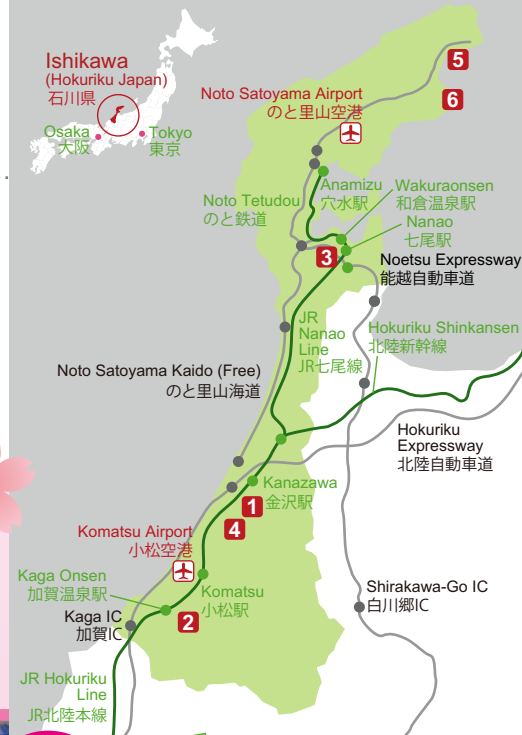 Ishikawa
(Hokuriku Japan)
石川県
Osaka
大阪
Tokyo
東京
5
6
Noto Satoyama Airport
のと里山空港
Anamizu
穴水駅
Wakuraonsen
和倉温泉駅
Noto Tetudou
のと鉄道
Nanao
七尾駅
3
Noetsu Expressway
能越自動車道
JR
Nanao
Line
JR七尾線
Hokuriku Shinkansen
北陸新幹線
Noto Satoyama Kaido (Free)
のと里山海道
Hokuriku
Expressway
北陸自動車道
Kanazawa
金沢駅
1
4
Komatsu Airport
小松空港
Kaga Onsen
加賀温泉駅
Komatsu
小松駅
Shirakawa-Go IC
白川郷IC
Kaga IC
加賀IC
2
JR Hokuriku
Line
JR北陸本線